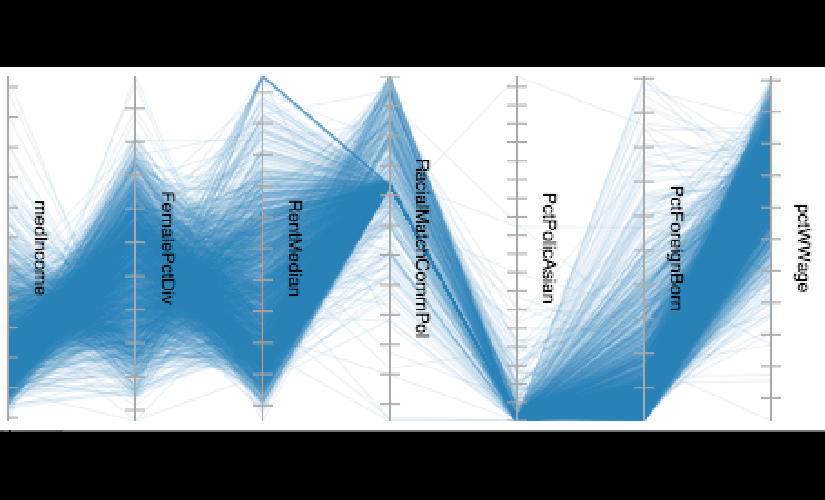 medIncome
FemalePctDiv
RentMedian
RacialMatchCommPol
PctPolicAsian
PctForeignBorn
pctWWage